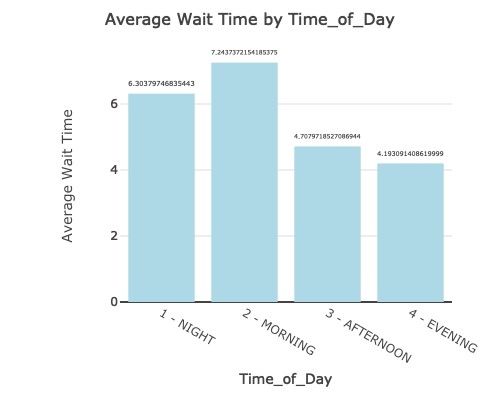 Average Wait Time by Time_of_Day
7.2437372154185375
6.30379746835443
4.7079718527086944
4.193091408619999
Average Wait Time
6
4
2
0
1 - NIGHT
2 - MORNING
3 - AFTERNOON
4 - EVENING
Time_of_Day